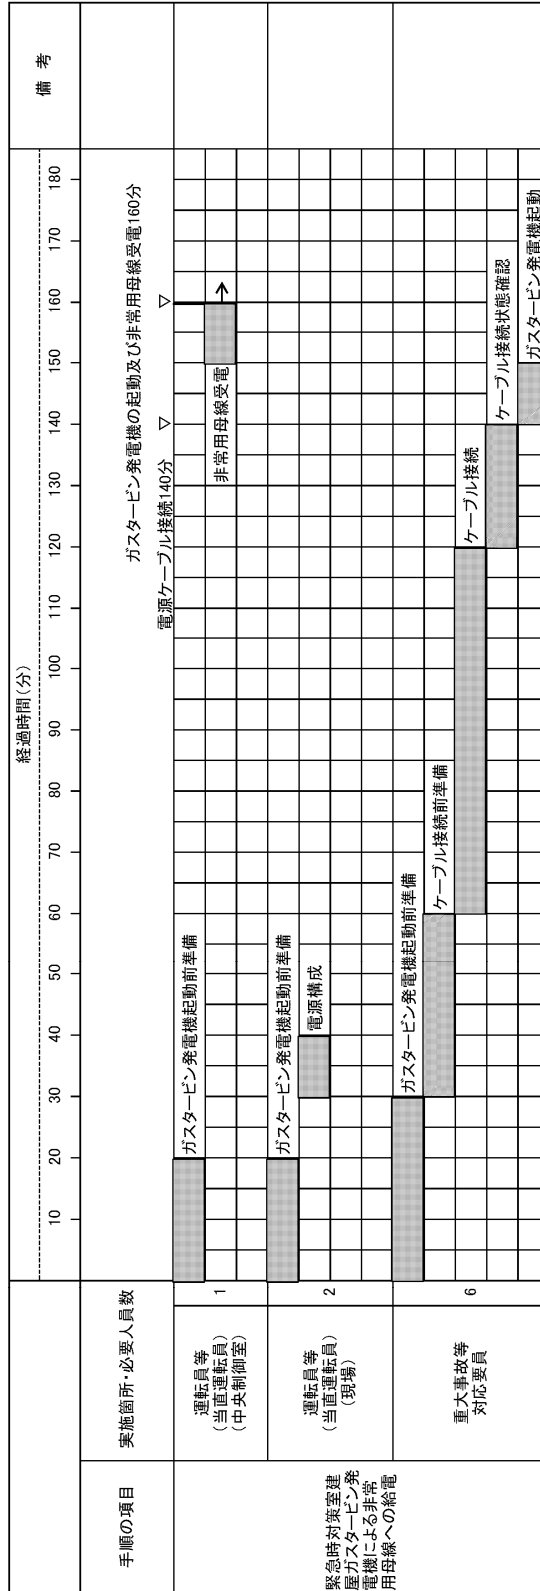 経過時間(分)
備考
手順の項目
実施箇所・必要人員数
10 20 30 40 50 60 70 80 90 100 110 120 130 140 150 160 170 180
ガスタービン発電機の起動及び非常用母線受電160分
電源ケーブル接続140分
▽
▽
緊急時対策室建
屋ガスタービン発
電機による非常
用母線への給電
運転員等
(当直運転員)
(中央制御室)
1
ガスタービン発電機起動前準備
非常用母線受電
運転員等
(当直運転員)
(現場)
2
ガスタービン発電機起動前準備
電源構成
重大事故等
対応要員
6
ガスタービン発電機起動前準備
ケーブル接続前準備
ケーブル接続
ケーブル接続状態確認
ガスタービン発電機起動